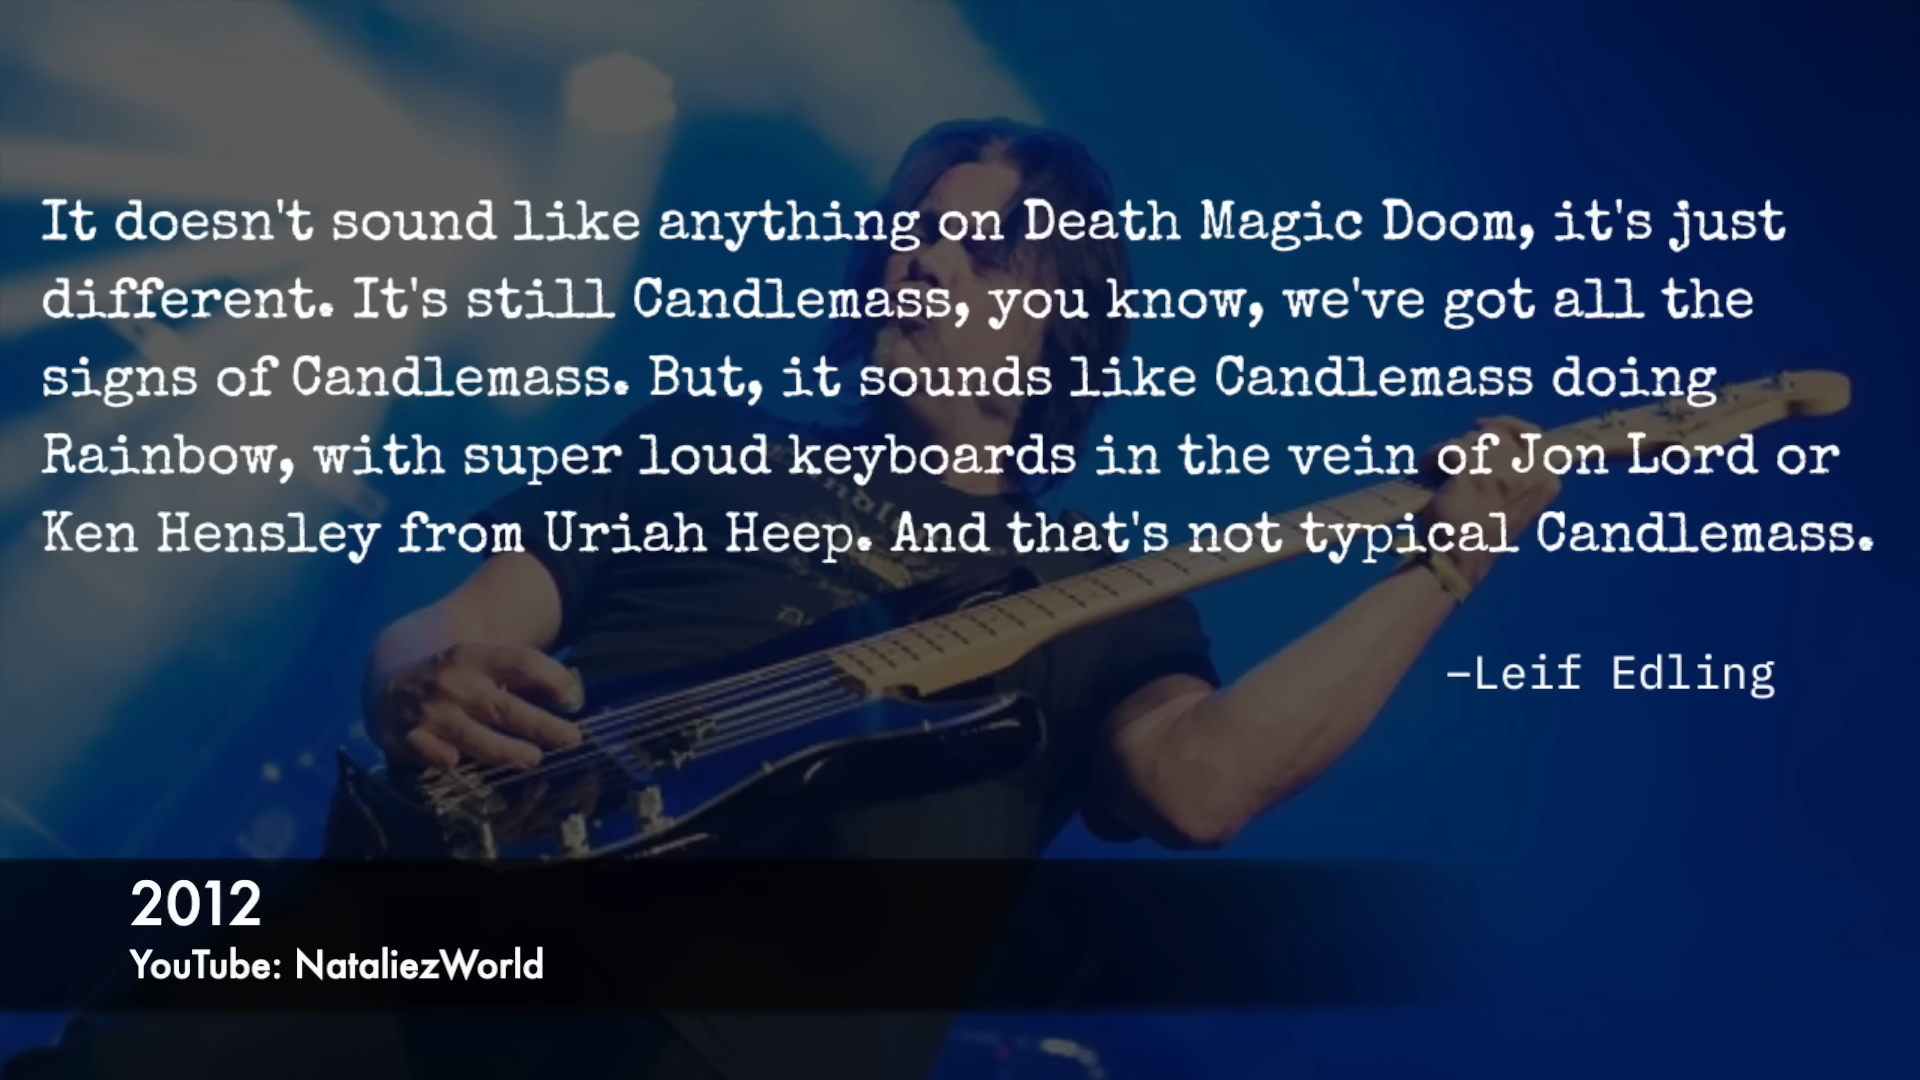 It doesn't sound like anything on Death Magic Doom, it's just
different. It's still Candlemass, you know, we've got all the
signs of Candlemass. But, it sounds like Candlemass doing
Rainbow, with super loud keyboards in the vein of Jon Lord or
Ken Hensley from Uriah Heep. And that's not typical Candlemass.
–Leif Edling
2012
YouTube: NataliezWorld